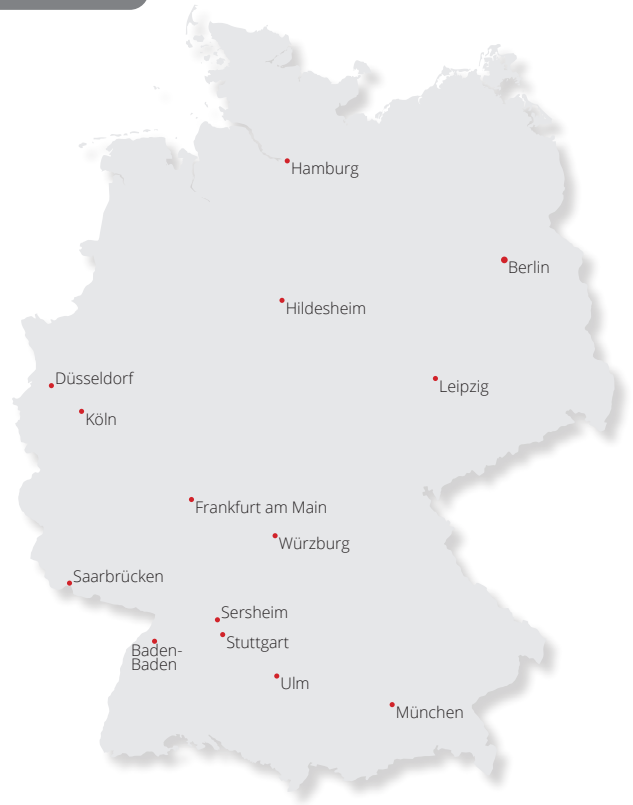 Hamburg
Berlin
Hildesheim
Düsseldorf
Leipzig
Köln
Frankfurt am Main
Würzburg
Saarbrücken
Sersheim
Stuttgart
Baden-
Baden
Ulm
München